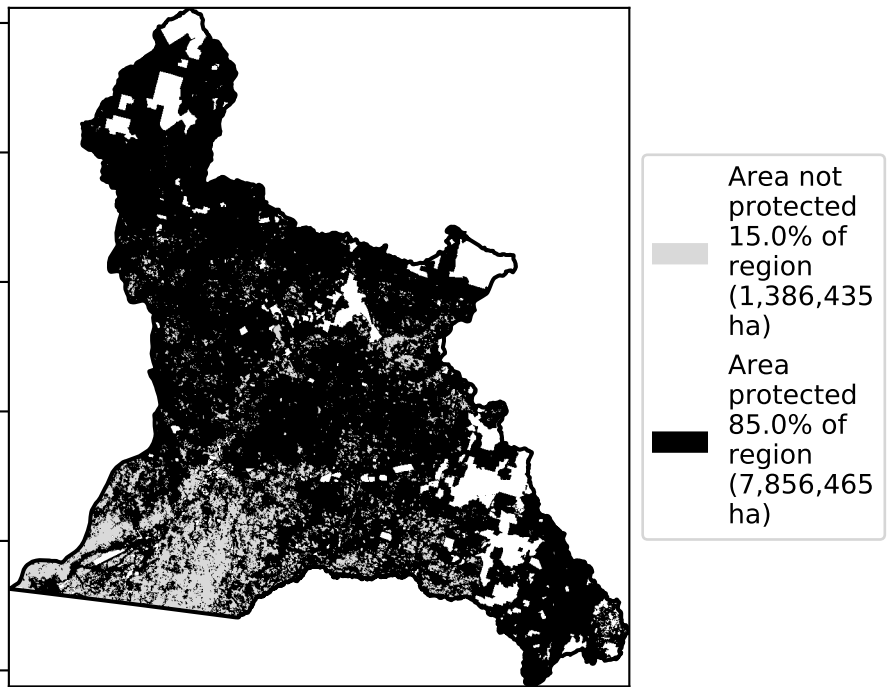 Area not
protected
15.0% of
region
(1,386,435
ha)
Area
protected
85.0% of
region
(7,856,465
ha)